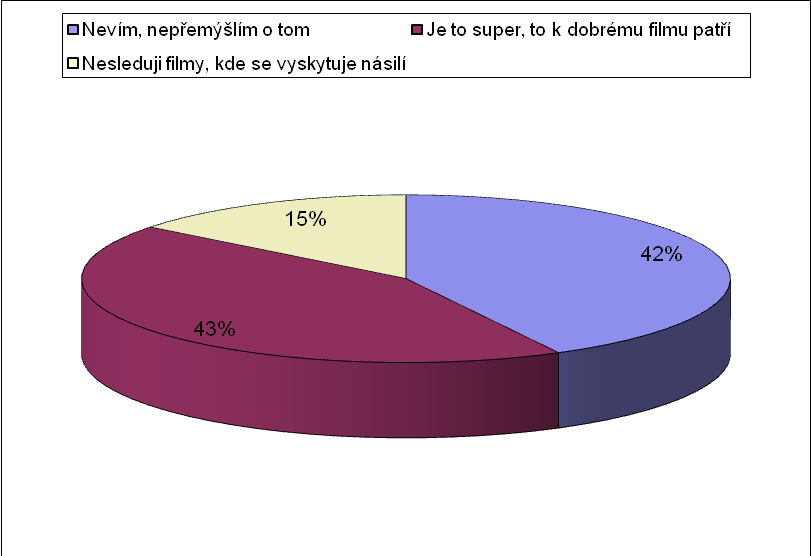 Nevím, nepřemýšlím o tom
Je to super, to k dobrému filmu patří
Nesleduji filmy, kde se vyskytuje násilí
15%
42%
43%